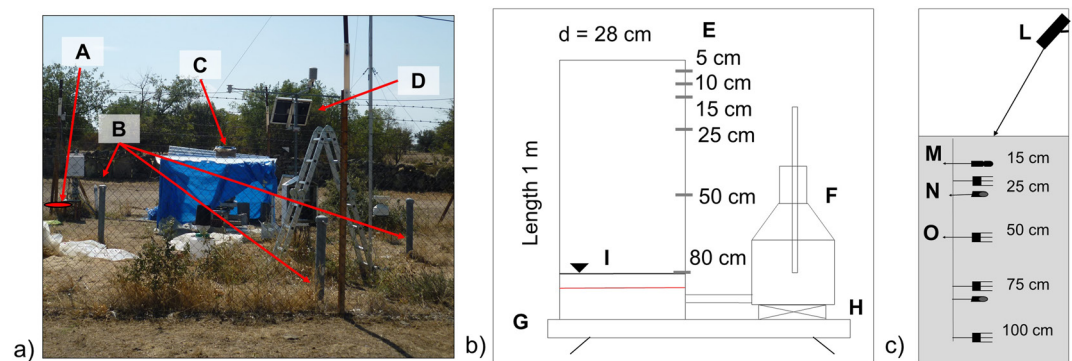 A
B
C
D
a)
d = 28 cm
E
5 cm
10 cm
15 cm
25 cm
50 cm
80 cm
Length 1 m
F
I
G
H
b)
L
M
15 cm
N
25 cm
O
50 cm
75 cm
100 cm
c)